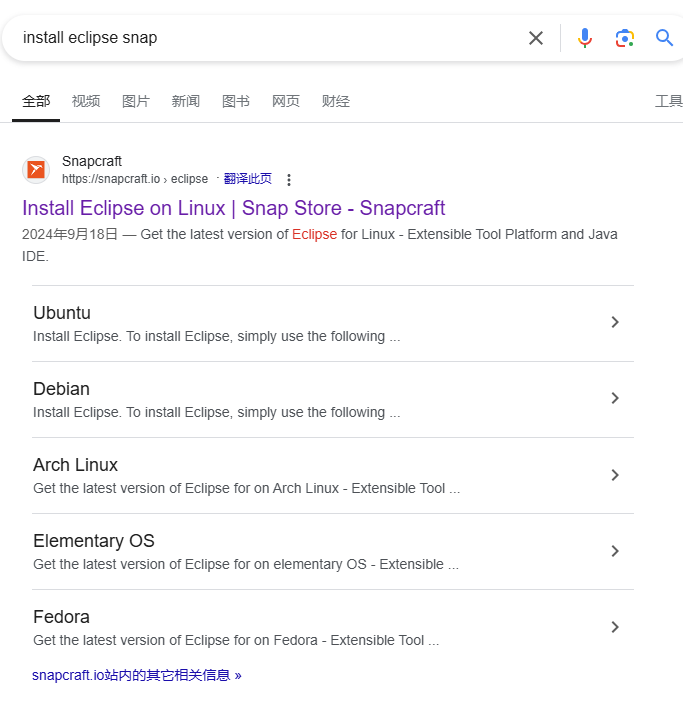 install eclipse snap
全部 视频 图片 新闻 图书 网页 财经 工具
Snapcraft
https://snapcraft.io › eclipse · 翻译此页
Install Eclipse on Linux | Snap Store - Snapcraft
2024年9月18日 — Get the latest version of Eclipse for Linux - Extensible Tool Platform and Java
IDE.
Ubuntu
Install Eclipse. To install Eclipse, simply use the following ...
Debian
Install Eclipse. To install Eclipse, simply use the following ...
Arch Linux
Get the latest version of Eclipse for on Arch Linux - Extensible Tool ...
Elementary OS
Get the latest version of Eclipse for on elementary OS - Extensible ...
Fedora
Get the latest version of Eclipse for on Fedora - Extensible Tool ...
snapcraft.io站内的其它相关信息 »